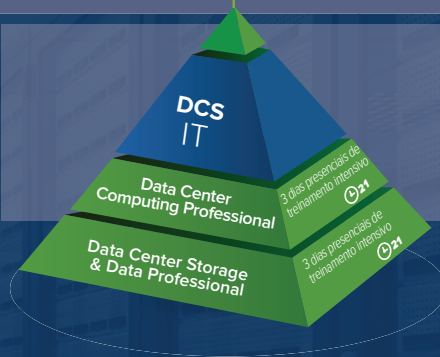 DCS
IT
Data Center
Computing Professional
3 dias presenciais de
treinamento intensivo
21
Data Center Storage
& Data Professional
3 dias presenciais de
treinamento intensivo
21